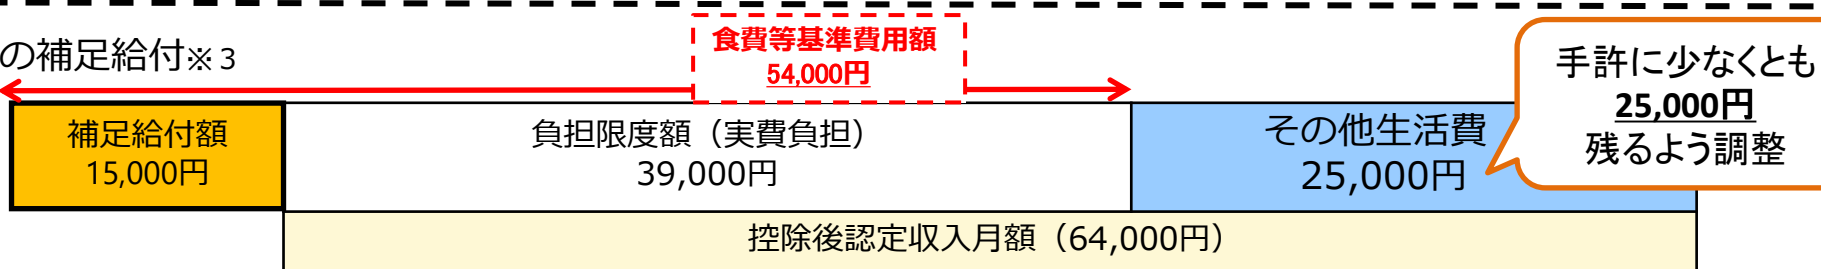 の補足給付※3
食費等基準費用額
54,000円
手許に少なくとも
25,000円
残るよう調整
補足給付額
15,000円
負担限度額（実費負担）
39,000円
その他生活費
25,000円
控除後認定収入月額（64,000円）